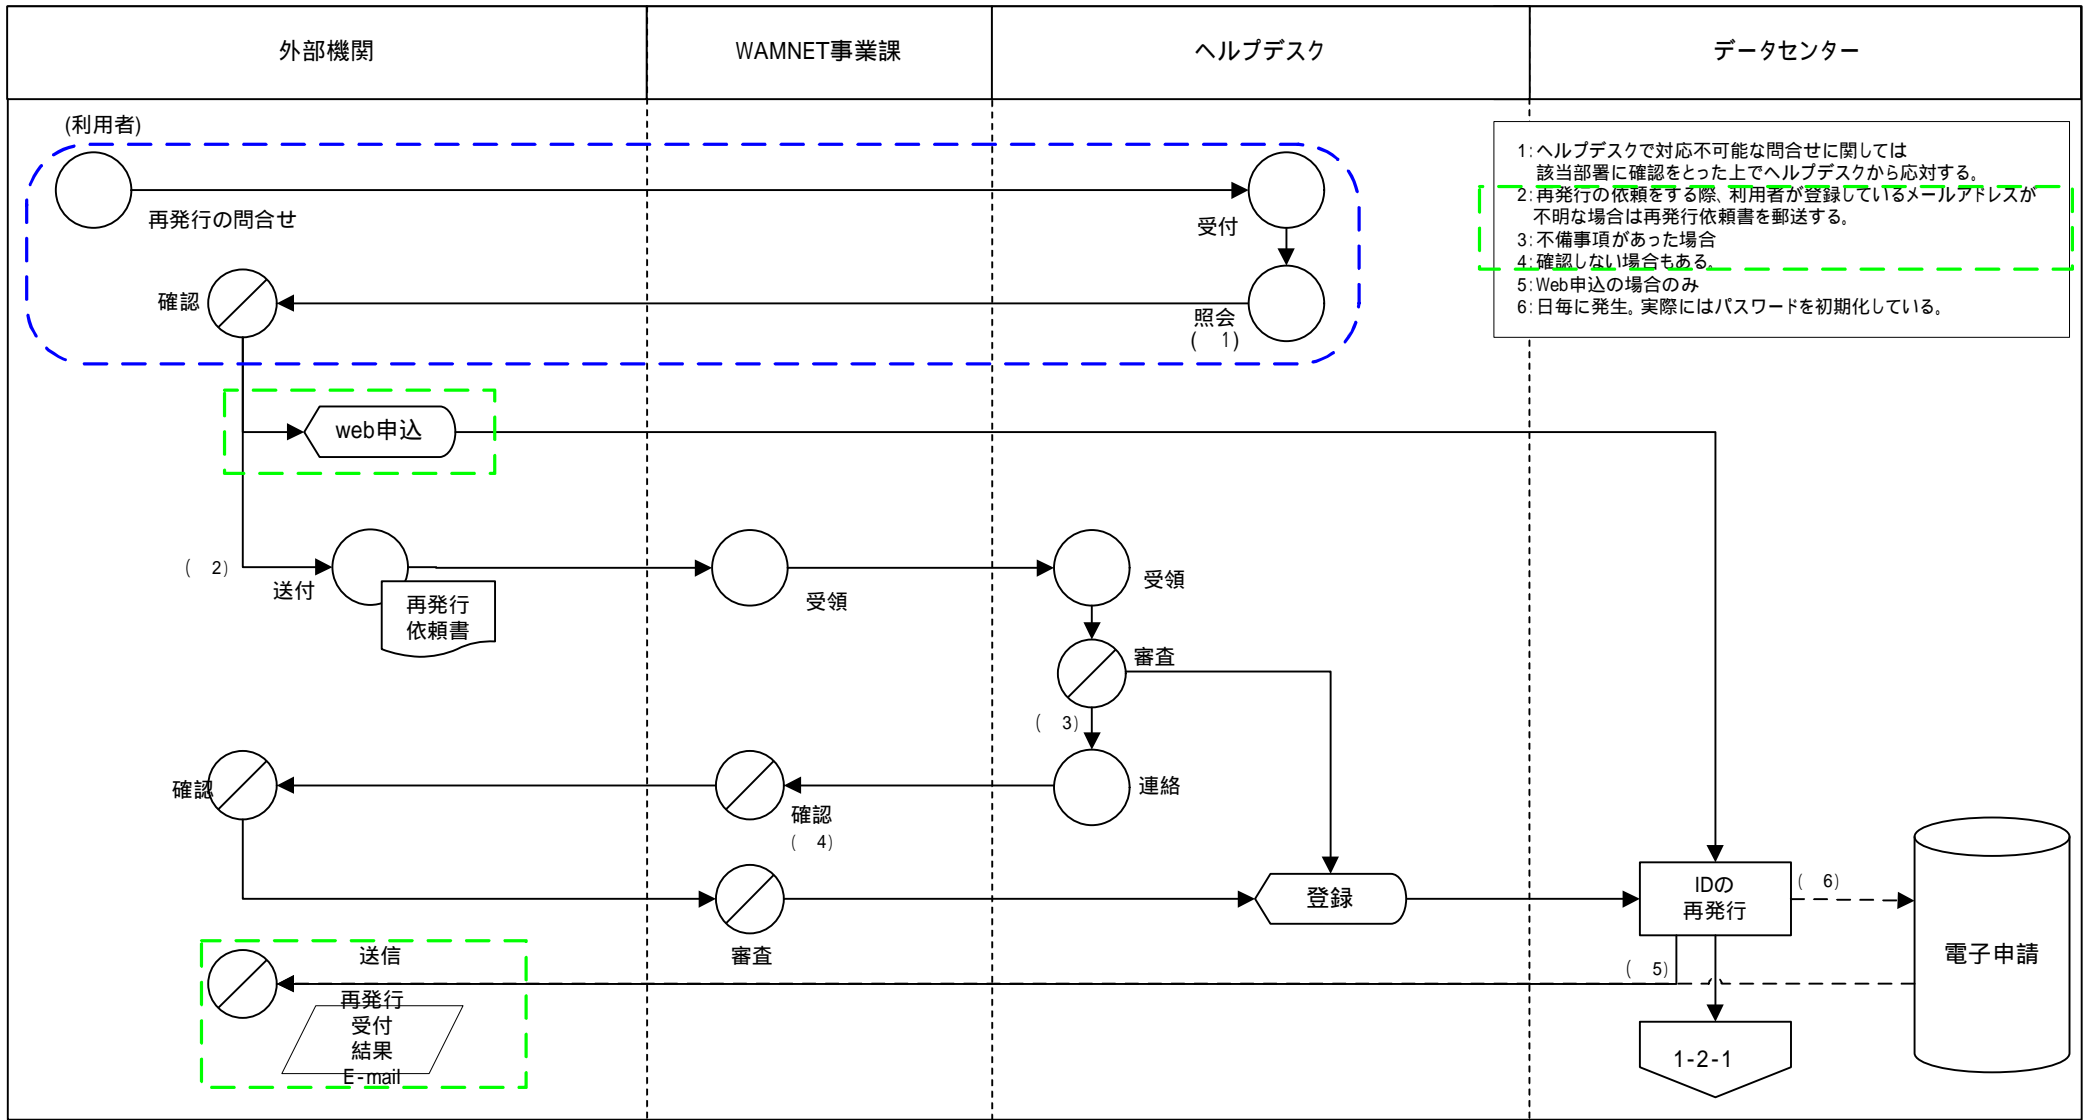 外部機関
WAMNET事業課
ヘルプデスク
データセンター
(利用者)
再発行の問合せ
受付
確認
照会
( 1)
1:ヘルプデスクで対応不可能な問合せに関しては
該当部署に確認をとった上でヘルプデスクから応対する。
2:再発行の依頼をする際、利用者が登録しているメールアドレスが
不明な場合は再発行依頼書を郵送する。
3:不備事項があった場合
4:確認しない場合もある。
5:Web申込の場合のみ
6:日毎に発生。実際にはパスワードを初期化している。
web申込
( 2)
送付
再発行
依頼書
受領
受領
審査
( 3)
確認
確認
( 4)
連絡
審査
登録
IDの
再発行
( 6)
電子申請
( 5)
送信
再発行
受付
結果
E-mail
1-2-1